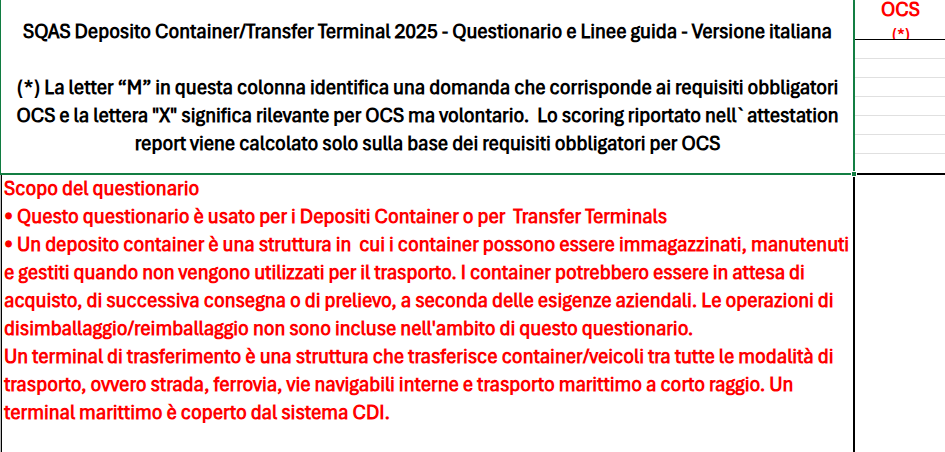 SQAS Deposito Container/Transfer Terminal 2025 - Questionario e Linee guida - Versione italiana
OCS
(*)
(*) La letter “M” in questa colonna identifica una domanda che corrisponde ai requisiti obbligatori
OCS e la lettera "X" significa rilevante per OCS ma volontario.  Lo scoring riportato nell`attestation
report viene calcolato solo sulla base dei requisiti obbligatori per OCS
Scopo del questionario
• Questo questionario è usato per i Depositi Container o per  Transfer Terminals
• Un deposito container è una struttura in  cui i container possono essere immagazzinati, manutenuti
e gestiti quando non vengono utilizzati per il trasporto. I container potrebbero essere in attesa di
acquisto, di successiva consegna o di prelievo, a seconda delle esigenze aziendali. Le operazioni di
disimballaggio/reimballaggio non sono incluse nell'ambito di questo questionario.
Un terminal di trasferimento è una struttura che trasferisce container/veicoli tra tutte le modalità di
trasporto, ovvero strada, ferrovia, vie navigabili interne e trasporto marittimo a corto raggio. Un
terminal marittimo è coperto dal sistema CDI.